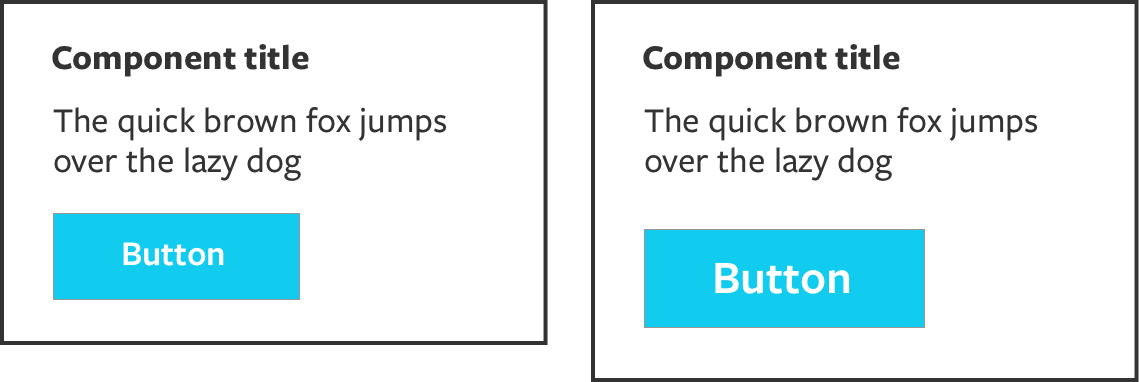 Component title
The quick brown fox jumps
over the lazy dog
Button
Component title
The quick brown fox jumps
over the lazy dog
Button